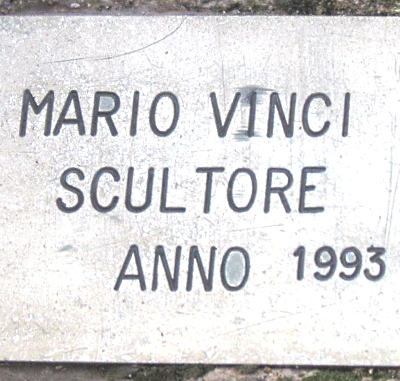 MARIO VINCI
SCULTORE
ANNO 1993